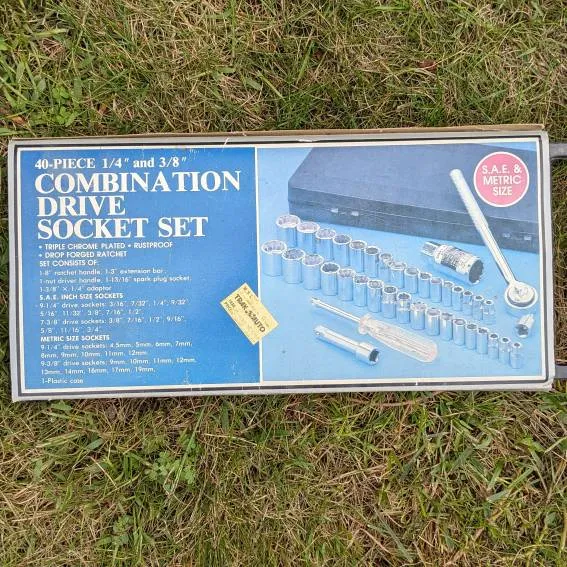 40-PIECE 1/4" and 3/8"
COMBINATION
DRIVE
SOCKET SET
• TRIPLE CHROME PLATED • RUSTPROOF
• DROP FORGED RATCHET
SET CONSISTS OF:
1-8" ratchet handle, 1-3" extension bar,
1-nut driver handle, 1-13/16" spark plug socket,
1-3/8" × 1/4" adaptor
S.A.E. INCH SIZE SOCKETS
9-1/4" drive sockets: 3/16", 7/32", 1/4", 9/32"
5/16", 11/32", 3/8", 7/16", 1/2"
7-3/8" drive sockets: 3/8", 7/16", 1/2", 9/16",
5/8", 11/16", 3/4"
METRIC SIZE SOCKETS
9-1/4" drive sockets: 4.5mm, 5mm, 6mm, 7mm,
8mm, 9mm, 10mm, 11mm, 12mm
9-3/8" drive sockets: 9mm, 10mm, 11mm, 12mm,
13mm, 14mm, 16mm, 17mm, 19mm.
1-Plastic case
S.A.E. &
METRIC
SIZE